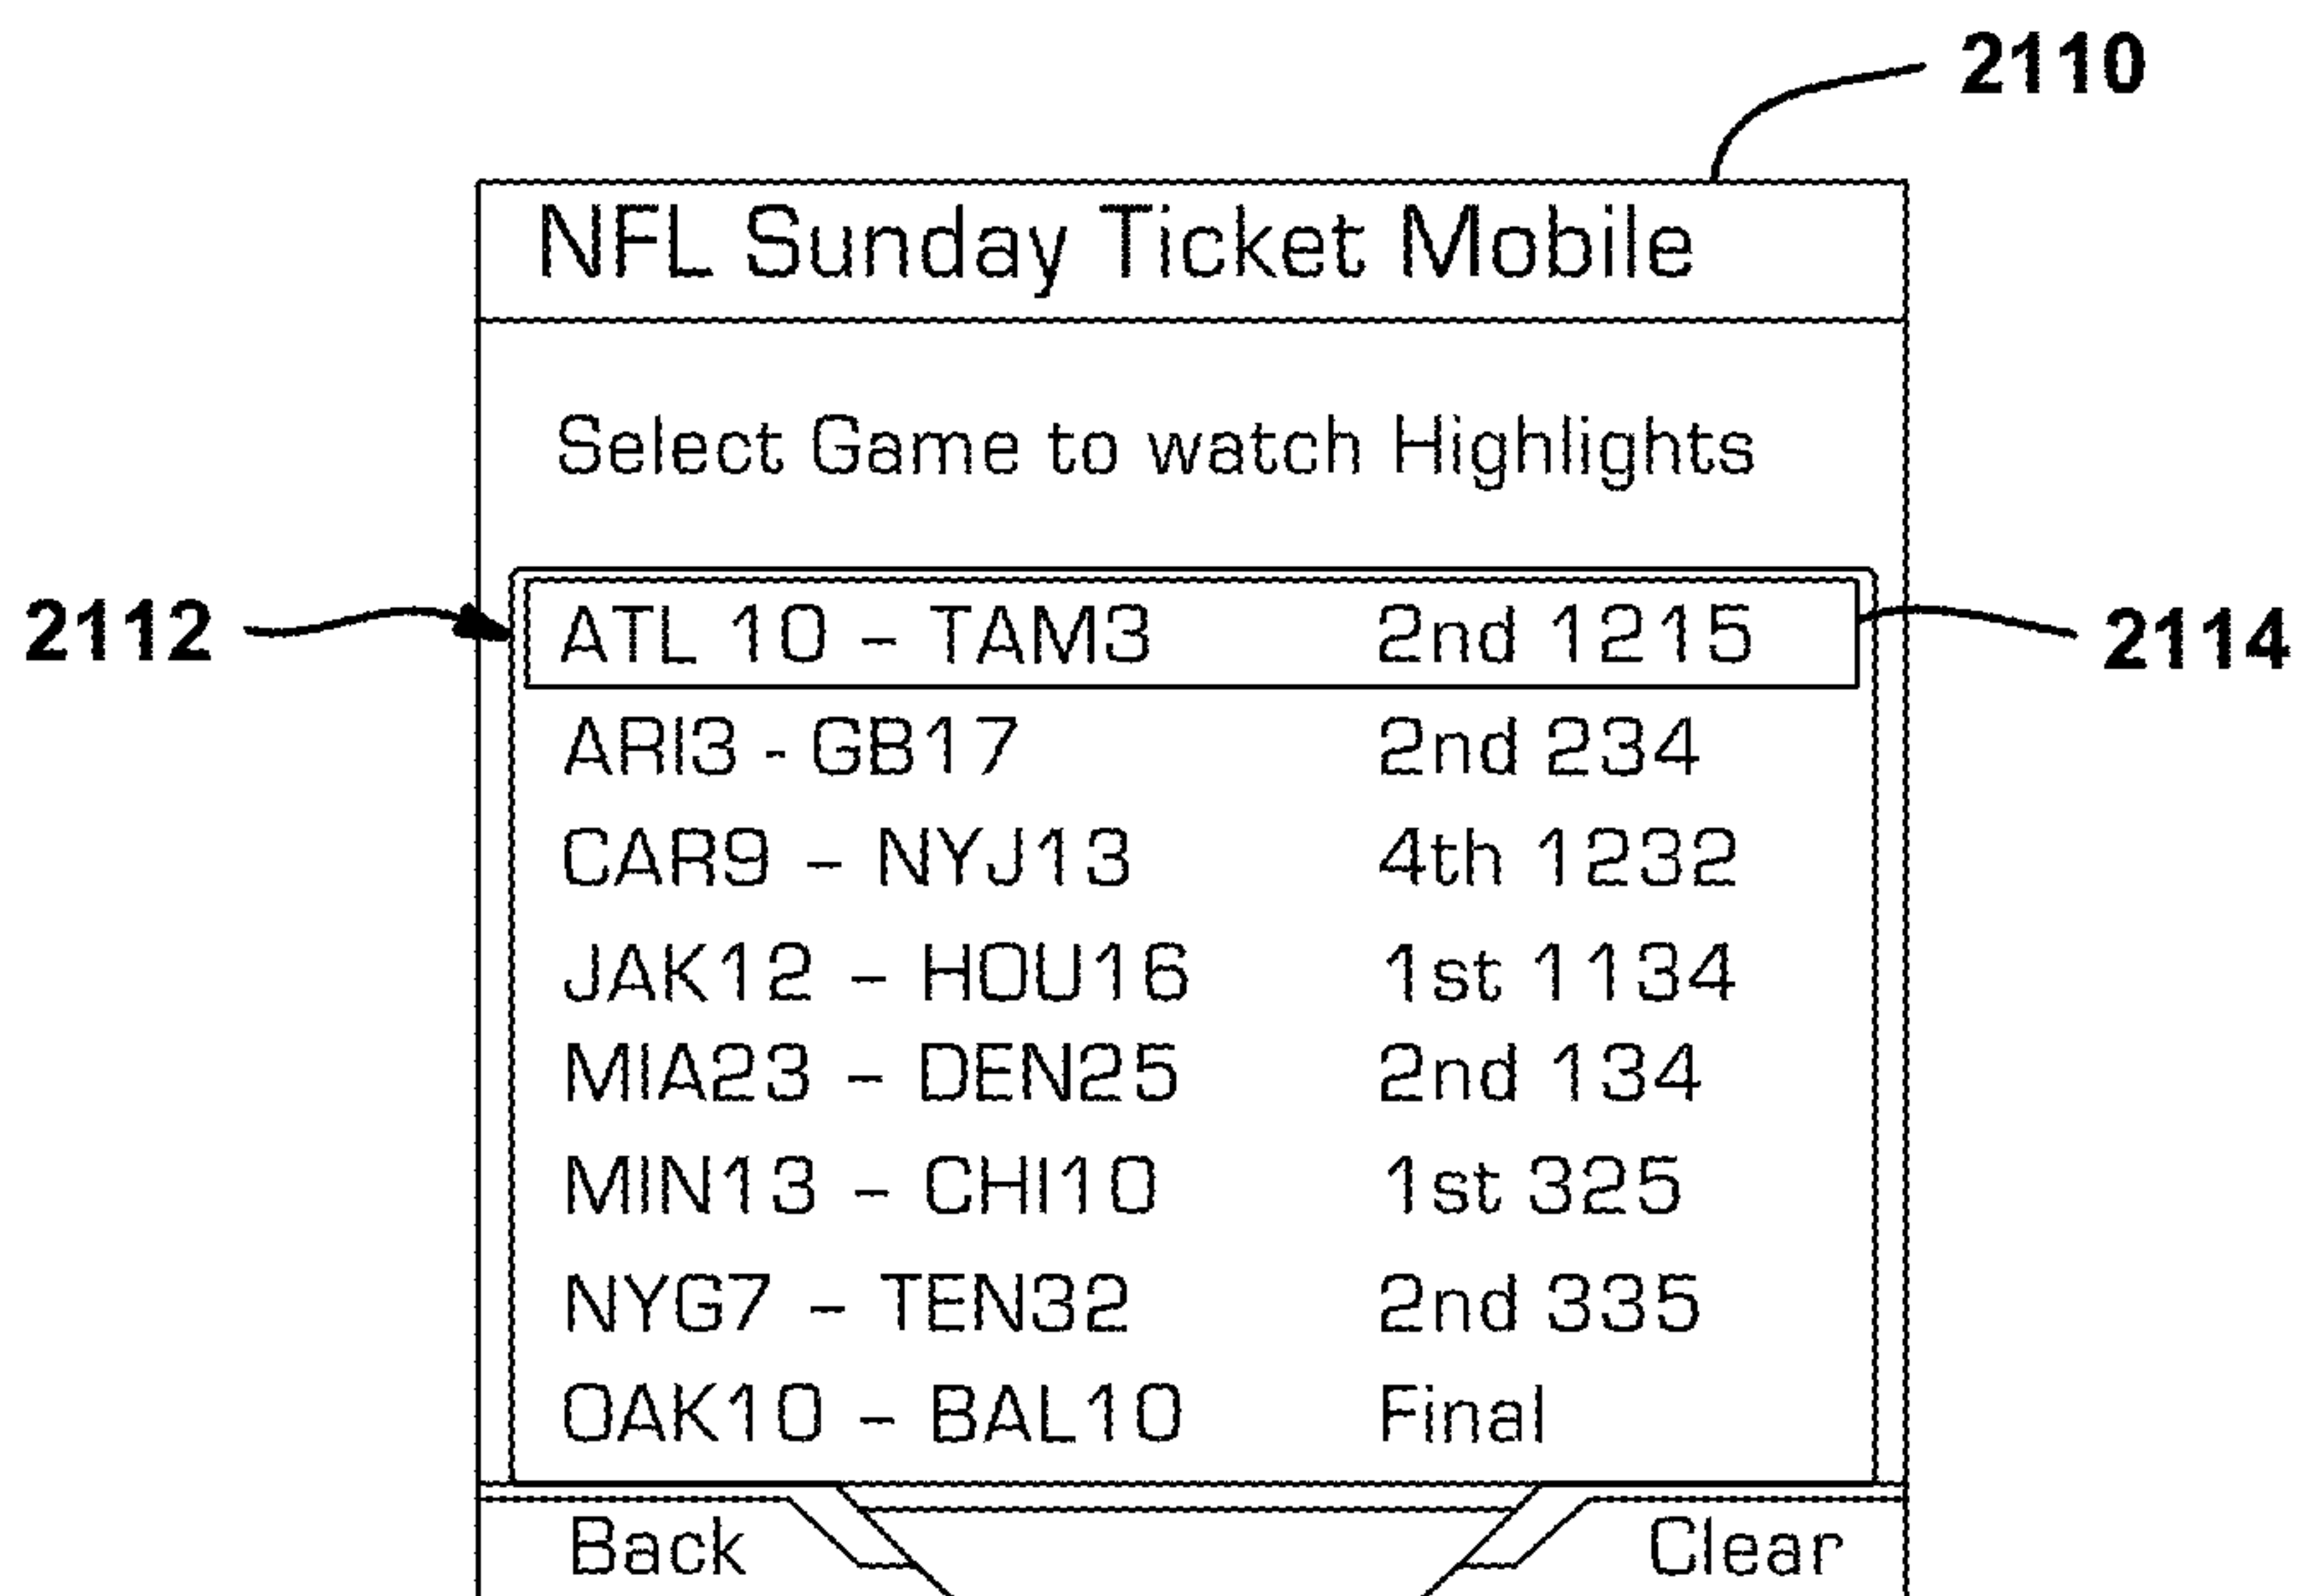 2110
NFL Sunday Ticket Mobile
Select Game to watch Highlights
2112
ATL 10 – TAM3 2nd 1215
2114
ARI3 - GB17 2nd 234
CAR9 – NYJ13 4th 1232
JAK12 – HOU16 1st 1134
MIA23 – DEN25 2nd 134
MIN13 – CHI10 1st 325
NYG7 – TEN32 2nd 335
OAK10 – BAL10 Final
Back Clear